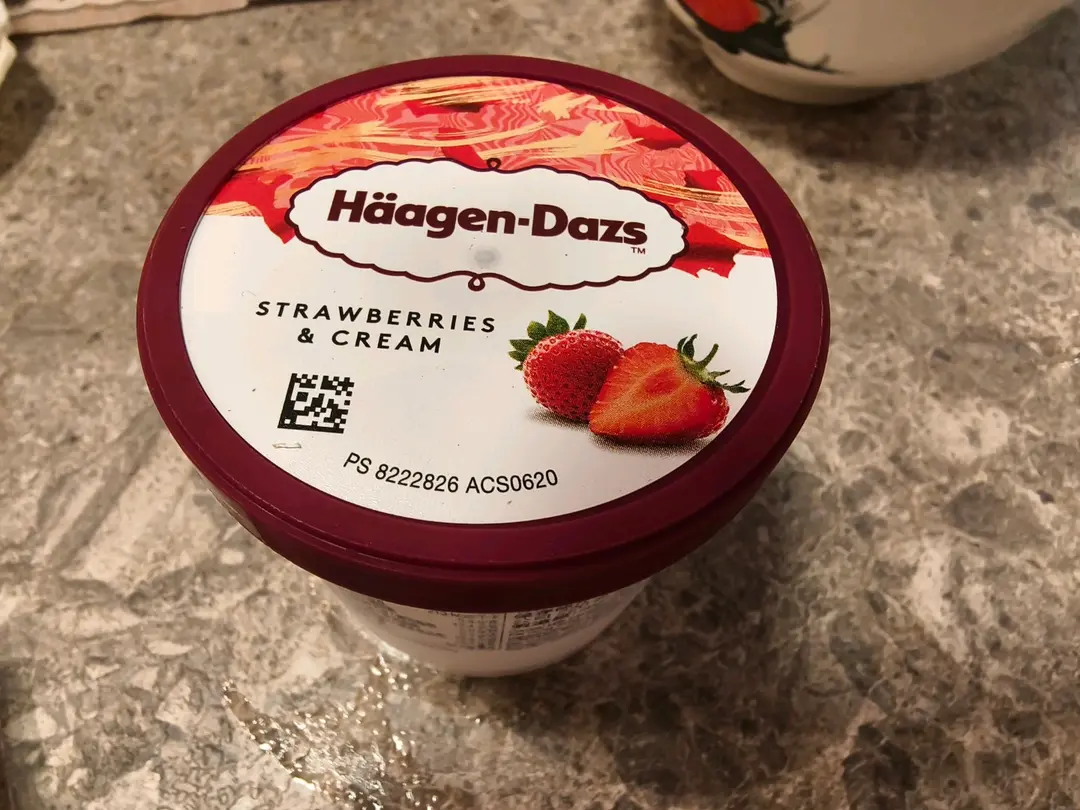 Häagen-Dazs
TM
STRAWBERRIES
& CREAM
PS 8222826 ACS0620